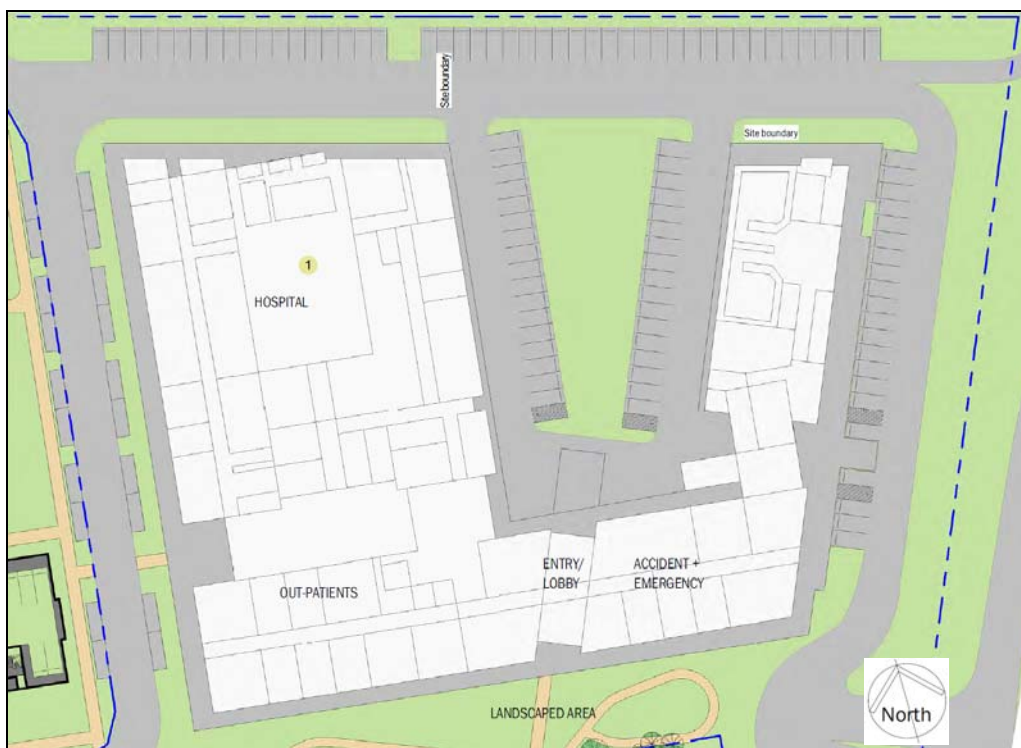 Site boundary
Site boundary
1
HOSPITAL
ENTRY/
LOBBY
ACCIDENT +
EMERGENCY
OUT-PATIENTS
LANDSCAPED AREA
North